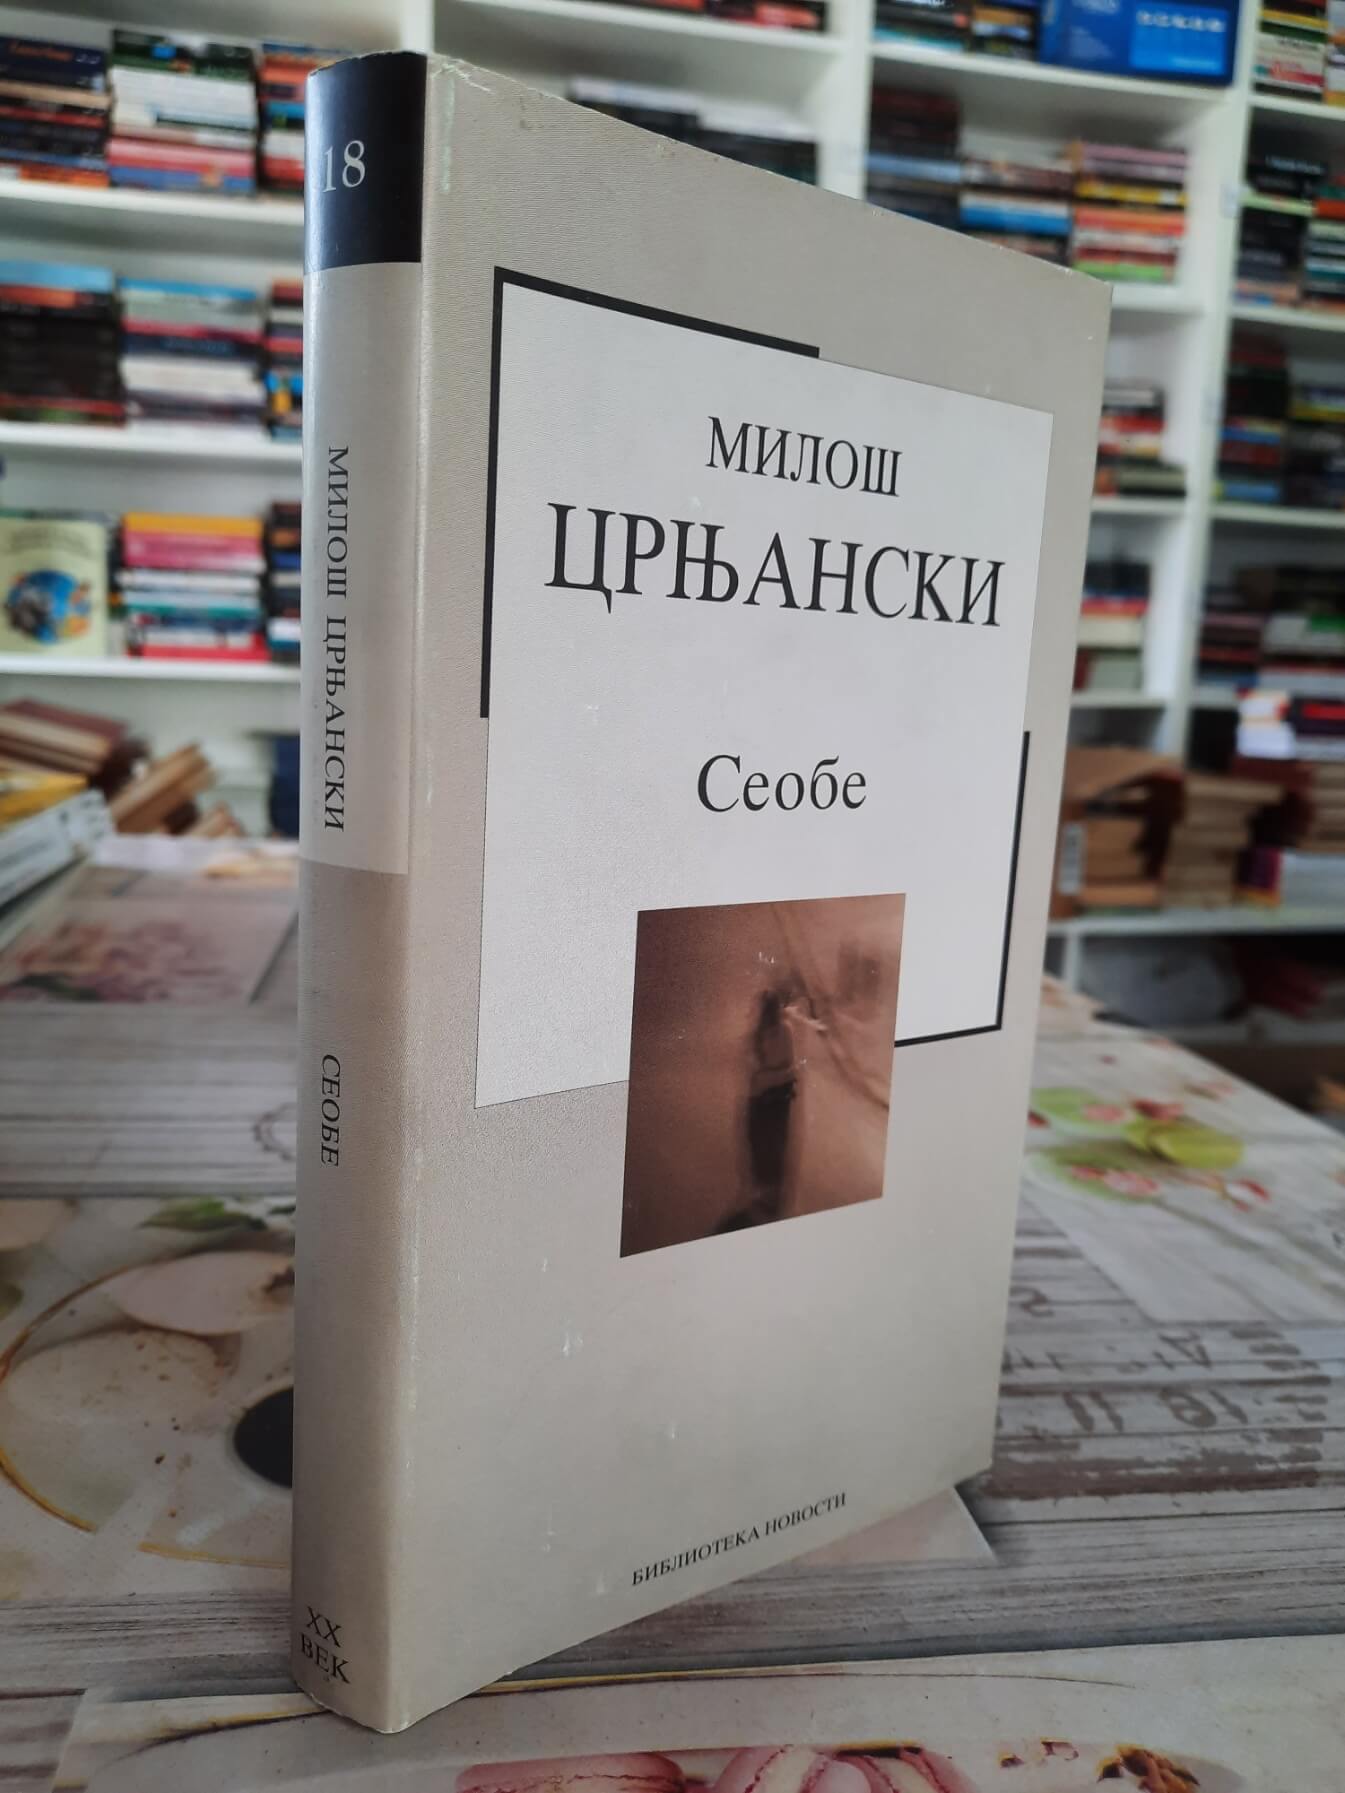 18
МИЛОШ ЦРЊАНСКИ
СЕОБЕ
XX
ВЕК
МИЛОШ
ЦРЊАНСКИ
Сеобе
БИБЛИОТЕКА НОВОСТИ